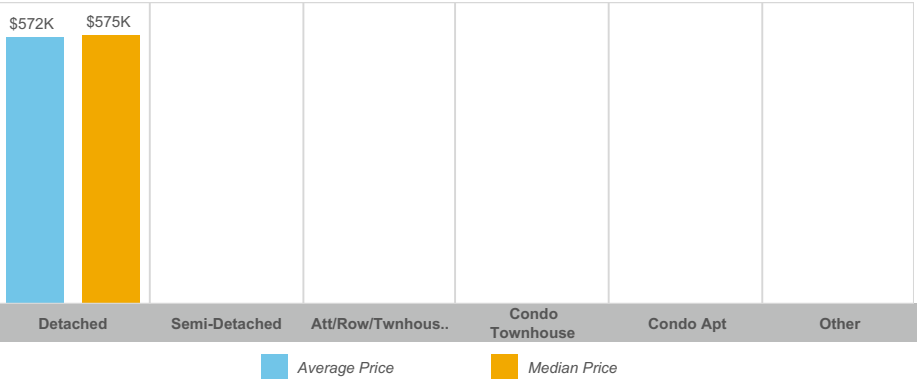 $572K
$575K
Detached
Semi-Detached
Att/Row/Twnhous..
Condo
Townhouse
Condo Apt
Other
Average Price
Median Price